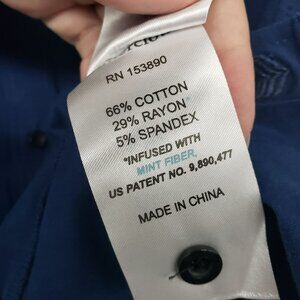 RN 153890
66% COTTON
29% RAYON*
5% SPANDEX
*INFUSED WITH
MINT FIBER.
US PATENT NO. 9,890,477
MADE IN CHINA